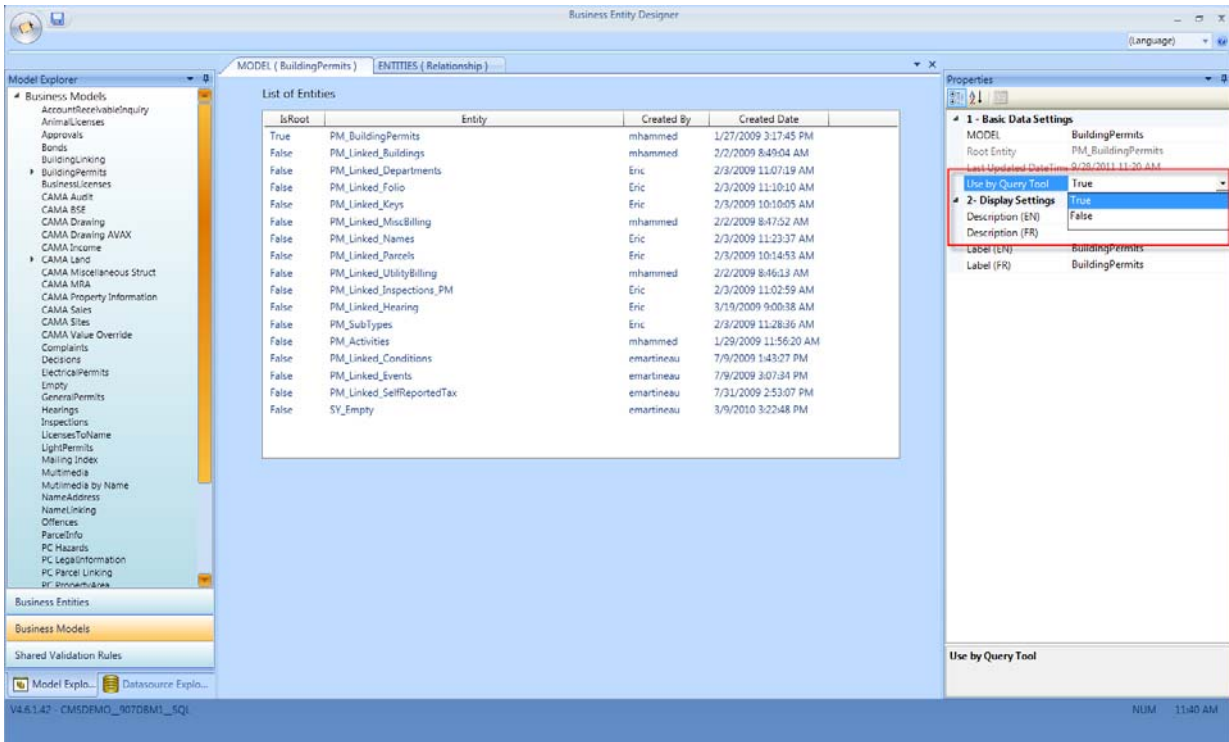 Business Entity Designer
(Language)
Model Explorer
Business Models
AccountReceivableInquiry
AnimalLicenses
Approvals
Bonds
BuildingLinking
BuildingPermits
BusinessLicenses
CAMA Audit
CAMA BSE
CAMA Drawing
CAMA Drawing AVAX
CAMA Income
CAMA Land
CAMA Miscellaneous Struct
CAMA MRA
CAMA Property Information
CAMA Sales
CAMA Sites
CAMA Value Override
Complaints
Decisions
ElectricalPermits
Empty
GeneralPermits
Hearings
Inspections
LicensesToName
LightPermits
Mailing Index
Multimedia
Mutlimedia by Name
NameAddress
NameLinking
Offences
ParcelInfo
PC Hazards
PC LegalInformation
PC Parcel Linking
PC PropertyArea
Business Entities
Business Models
Shared Validation Rules
Model Explo... Datasource Explo...
MODEL ( BuildingPermits ) ENTITIES ( Relationship )
List of Entities
IsRoot Entity Created By Created Date
True PM_BuildingPermits mhammed 1/27/2009 3:17:45 PM
False PM_Linked_Buildings mhammed 2/2/2009 8:49:04 AM
False PM_Linked_Departments Eric 2/3/2009 11:07:19 AM
False PM_Linked_Folio Eric 2/3/2009 11:10:10 AM
False PM_Linked_Keys Eric 2/3/2009 10:10:05 AM
False PM_Linked_MiscBilling mhammed 2/2/2009 8:47:52 AM
False PM_Linked_Names Eric 2/3/2009 11:23:37 AM
False PM_Linked_Parcels Eric 2/3/2009 10:14:53 AM
False PM_Linked_UtilityBilling mhammed 2/2/2009 8:46:13 AM
False PM_Linked_Inspections_PM Eric 2/3/2009 11:02:59 AM
False PM_Linked_Hearing Eric 3/19/2009 9:00:38 AM
False PM_SubTypes Eric 2/3/2009 11:28:36 AM
False PM_Activities mhammed 1/29/2009 11:56:20 AM
False PM_Linked_Conditions emartineau 7/9/2009 1:43:27 PM
False PM_Linked_Events emartineau 7/9/2009 3:07:34 PM
False PM_Linked_SelfReportedTax emartineau 7/31/2009 2:53:07 PM
False SY_Empty emartineau 3/9/2010 3:22:48 PM
Properties
1 - Basic Data Settings
MODEL BuildingPermits
Root Entity PM_BuildingPermits
Last Updated DateTime 9/28/2011 11:20 AM
Use by Query Tool True
True
False
2- Display Settings
Description (EN)
Description (FR)
Label (EN) BuildingPermits
Label (FR) BuildingPermits
Use by Query Tool
V4.6.1.42 - CMSDEMO__907DBM1__SQL
NUM 11:40 AM